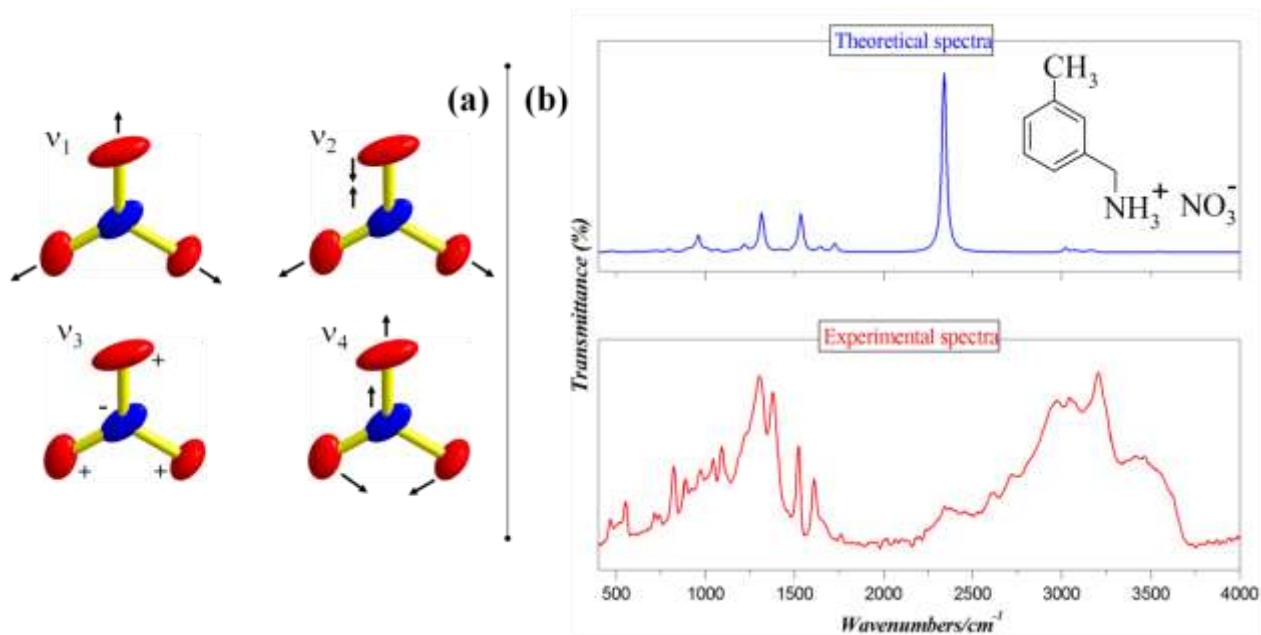 (a)
ν1
ν2
ν3
+
-
+
+
ν4
(b)
Theoretical spectra
CH3
NH3+ NO3-
Transmittance (%)
Experimental spectra
500 1000 1500 2000 2500 3000 3500 4000
Wavenumbers/cm-1